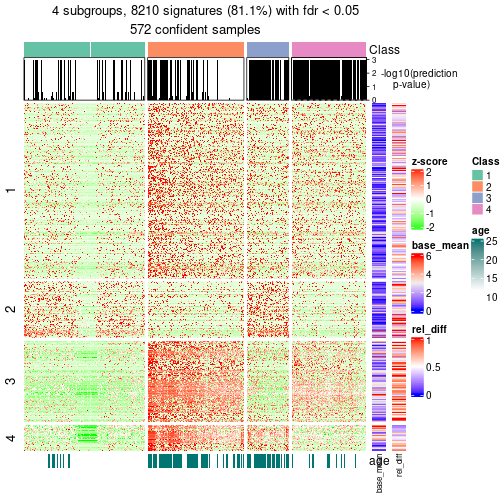 4 subgroups, 8210 signatures (81.1%) with fdr < 0.05
572 confident samples
Class
3
2
1
0
-log10(prediction
p-value)
1
2
3
4
z-score
2
1
0
-1
-2
base_mean
6
4
2
0
rel_diff
1
0.5
0
Class
1
2
3
4
age
25
20
15
10
age
base_mean
rel_diff